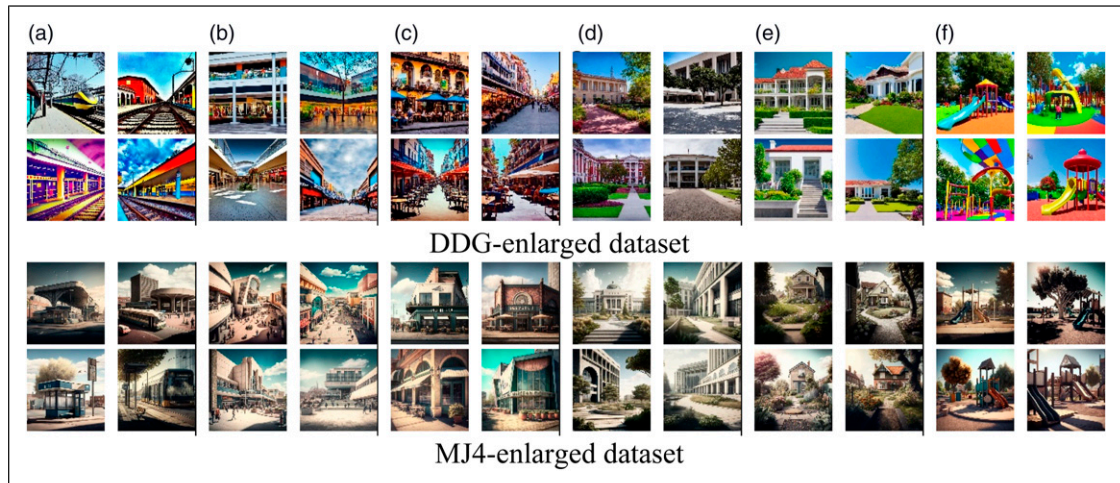 (a) (b) (c) (d) (e) (f)
DDG-enlarged dataset
MJ4-enlarged dataset